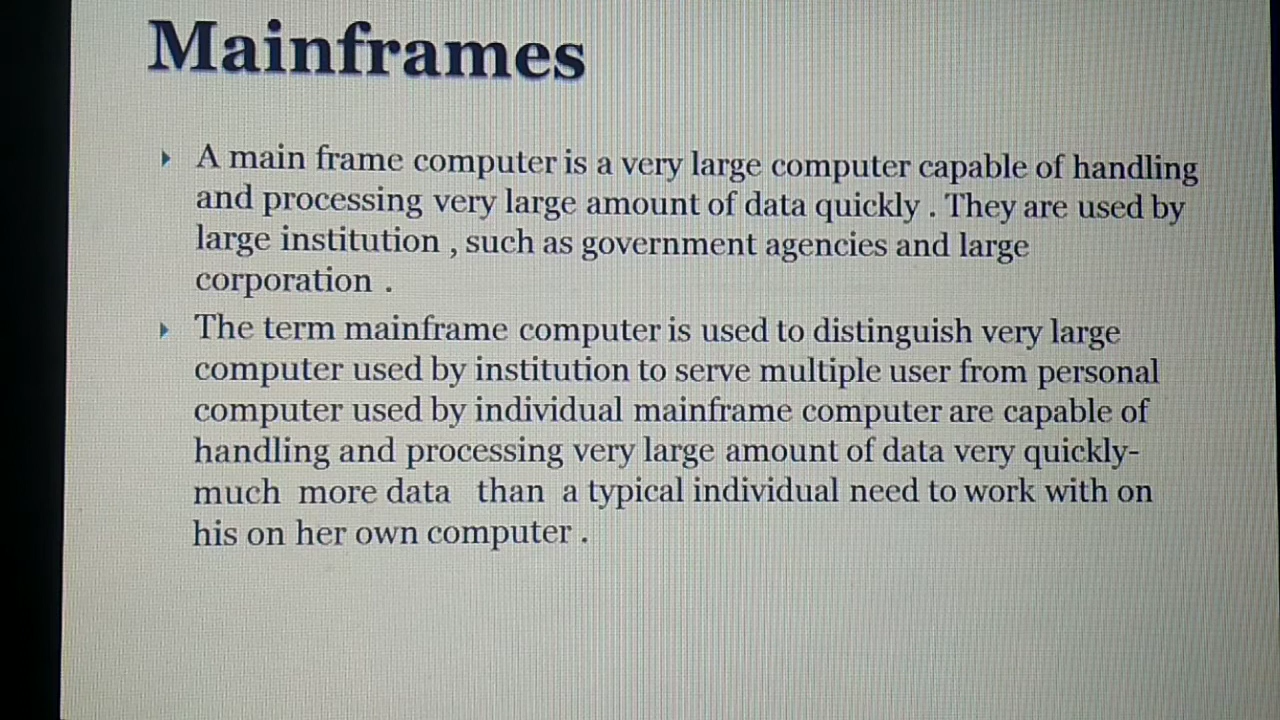 Mainframes
A main frame computer is a very large computer capable of handling
and processing very large amount of data quickly . They are used by
large institution , such as government agencies and large
corporation .
The term mainframe computer is used to distinguish very large
computer used by institution to serve multiple user from personal
computer used by individual mainframe computer are capable of
handling and processing very large amount of data very quickly-
much more data than a typical individual need to work with on
his on her own computer .